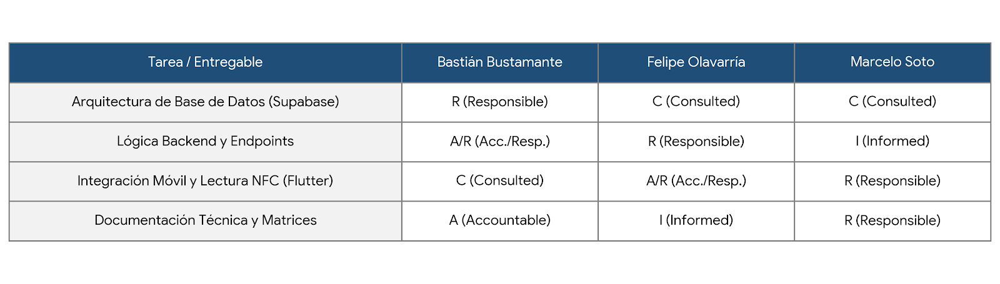 Tarea / Entregable Bastián Bustamante Felipe Olavarría Marcelo Soto
Arquitectura de Base de Datos (Supabase) R (Responsible) C (Consulted) C (Consulted)
Lógica Backend y Endpoints A/R (Acc./Resp.) R (Responsible) I (Informed)
Integración Móvil y Lectura NFC (Flutter) C (Consulted) A/R (Acc./Resp.) R (Responsible)
Documentación Técnica y Matrices A (Accountable) I (Informed) R (Responsible)